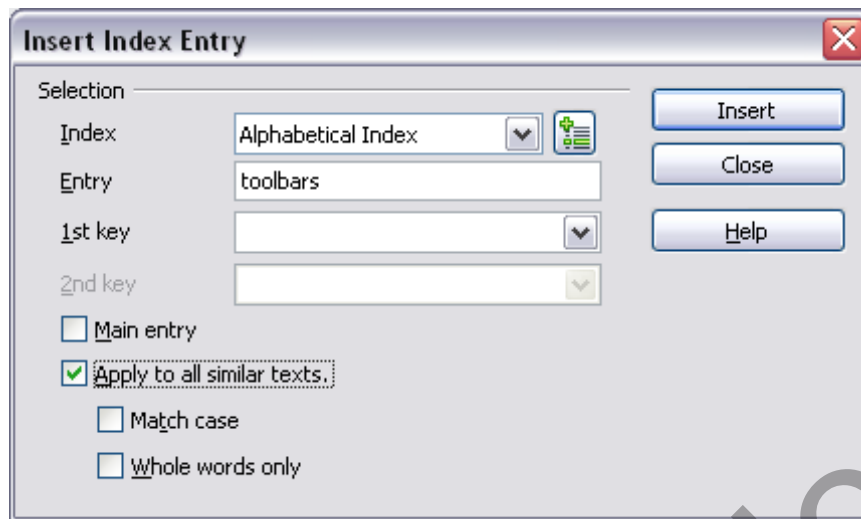 Insert Index Entry
Selection
Insert
Index
Alphabetical Index
Close
Entry
toolbars
1st key
Help
2nd key
Main entry
Apply to all similar texts.
Match case
Whole words only